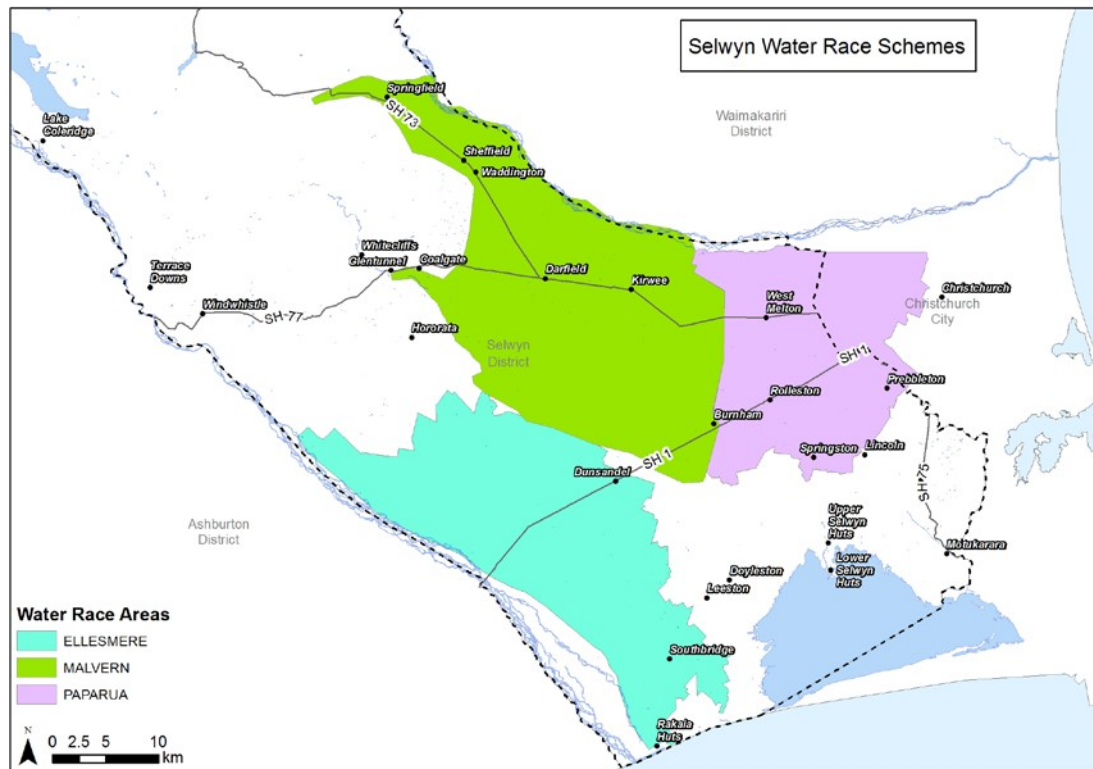 Selwyn Water Race Schemes
Springfield
SH 73
Waimakariri
District
Lake
Coleridge
Sheffield
Waddington
Whitecliffs
Glentunnel
Coalgate
Terrace
Downs
Darfield
Kirwee
West
Melton
Christchurch
Christchurch
City
Windwhistle
SH 77
Hororata
Selwyn
District
SH 1
Prebbleton
Rolleston
Burnham
Springston
Lincoln
SH 1
Dunsandel
SH 75
Ashburton
District
Upper
Selwyn
Huts
Motukarara
Lower
Selwyn
Huts
Doyleston
Leeston
Southbridge
Rakaia
Huts
Water Race Areas
ELLESMERE
MALVERN
PAPARUA
N
0 2.5 5 10
km